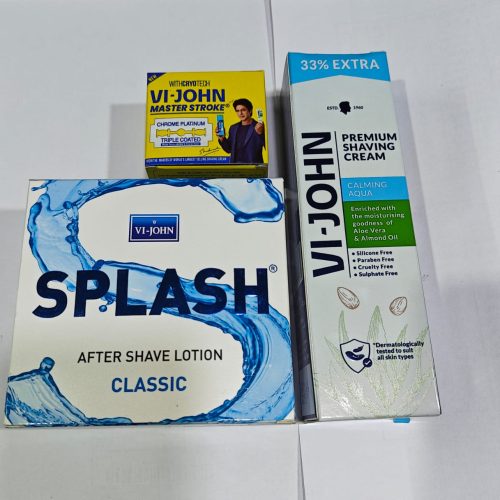 NEW
WITH CRYOTECH
VI-JOHN
MASTER STROKE®
CHROME PLATINUM
TRIPLE COATED
VI-JOHN
SPLASH®
AFTER SHAVE LOTION
CLASSIC
33% EXTRA
ESTD 1960
VI-JOHN
PREMIUM
SHAVING
CREAM
CALMING
AQUA
Enriched with
the moisturising
goodness of
Aloe Vera
& Almond Oil
• Silicone Free
• Paraben Free
• Cruelty Free
• Sulphate Free
*Dermatologically
tested to suit
all skin types